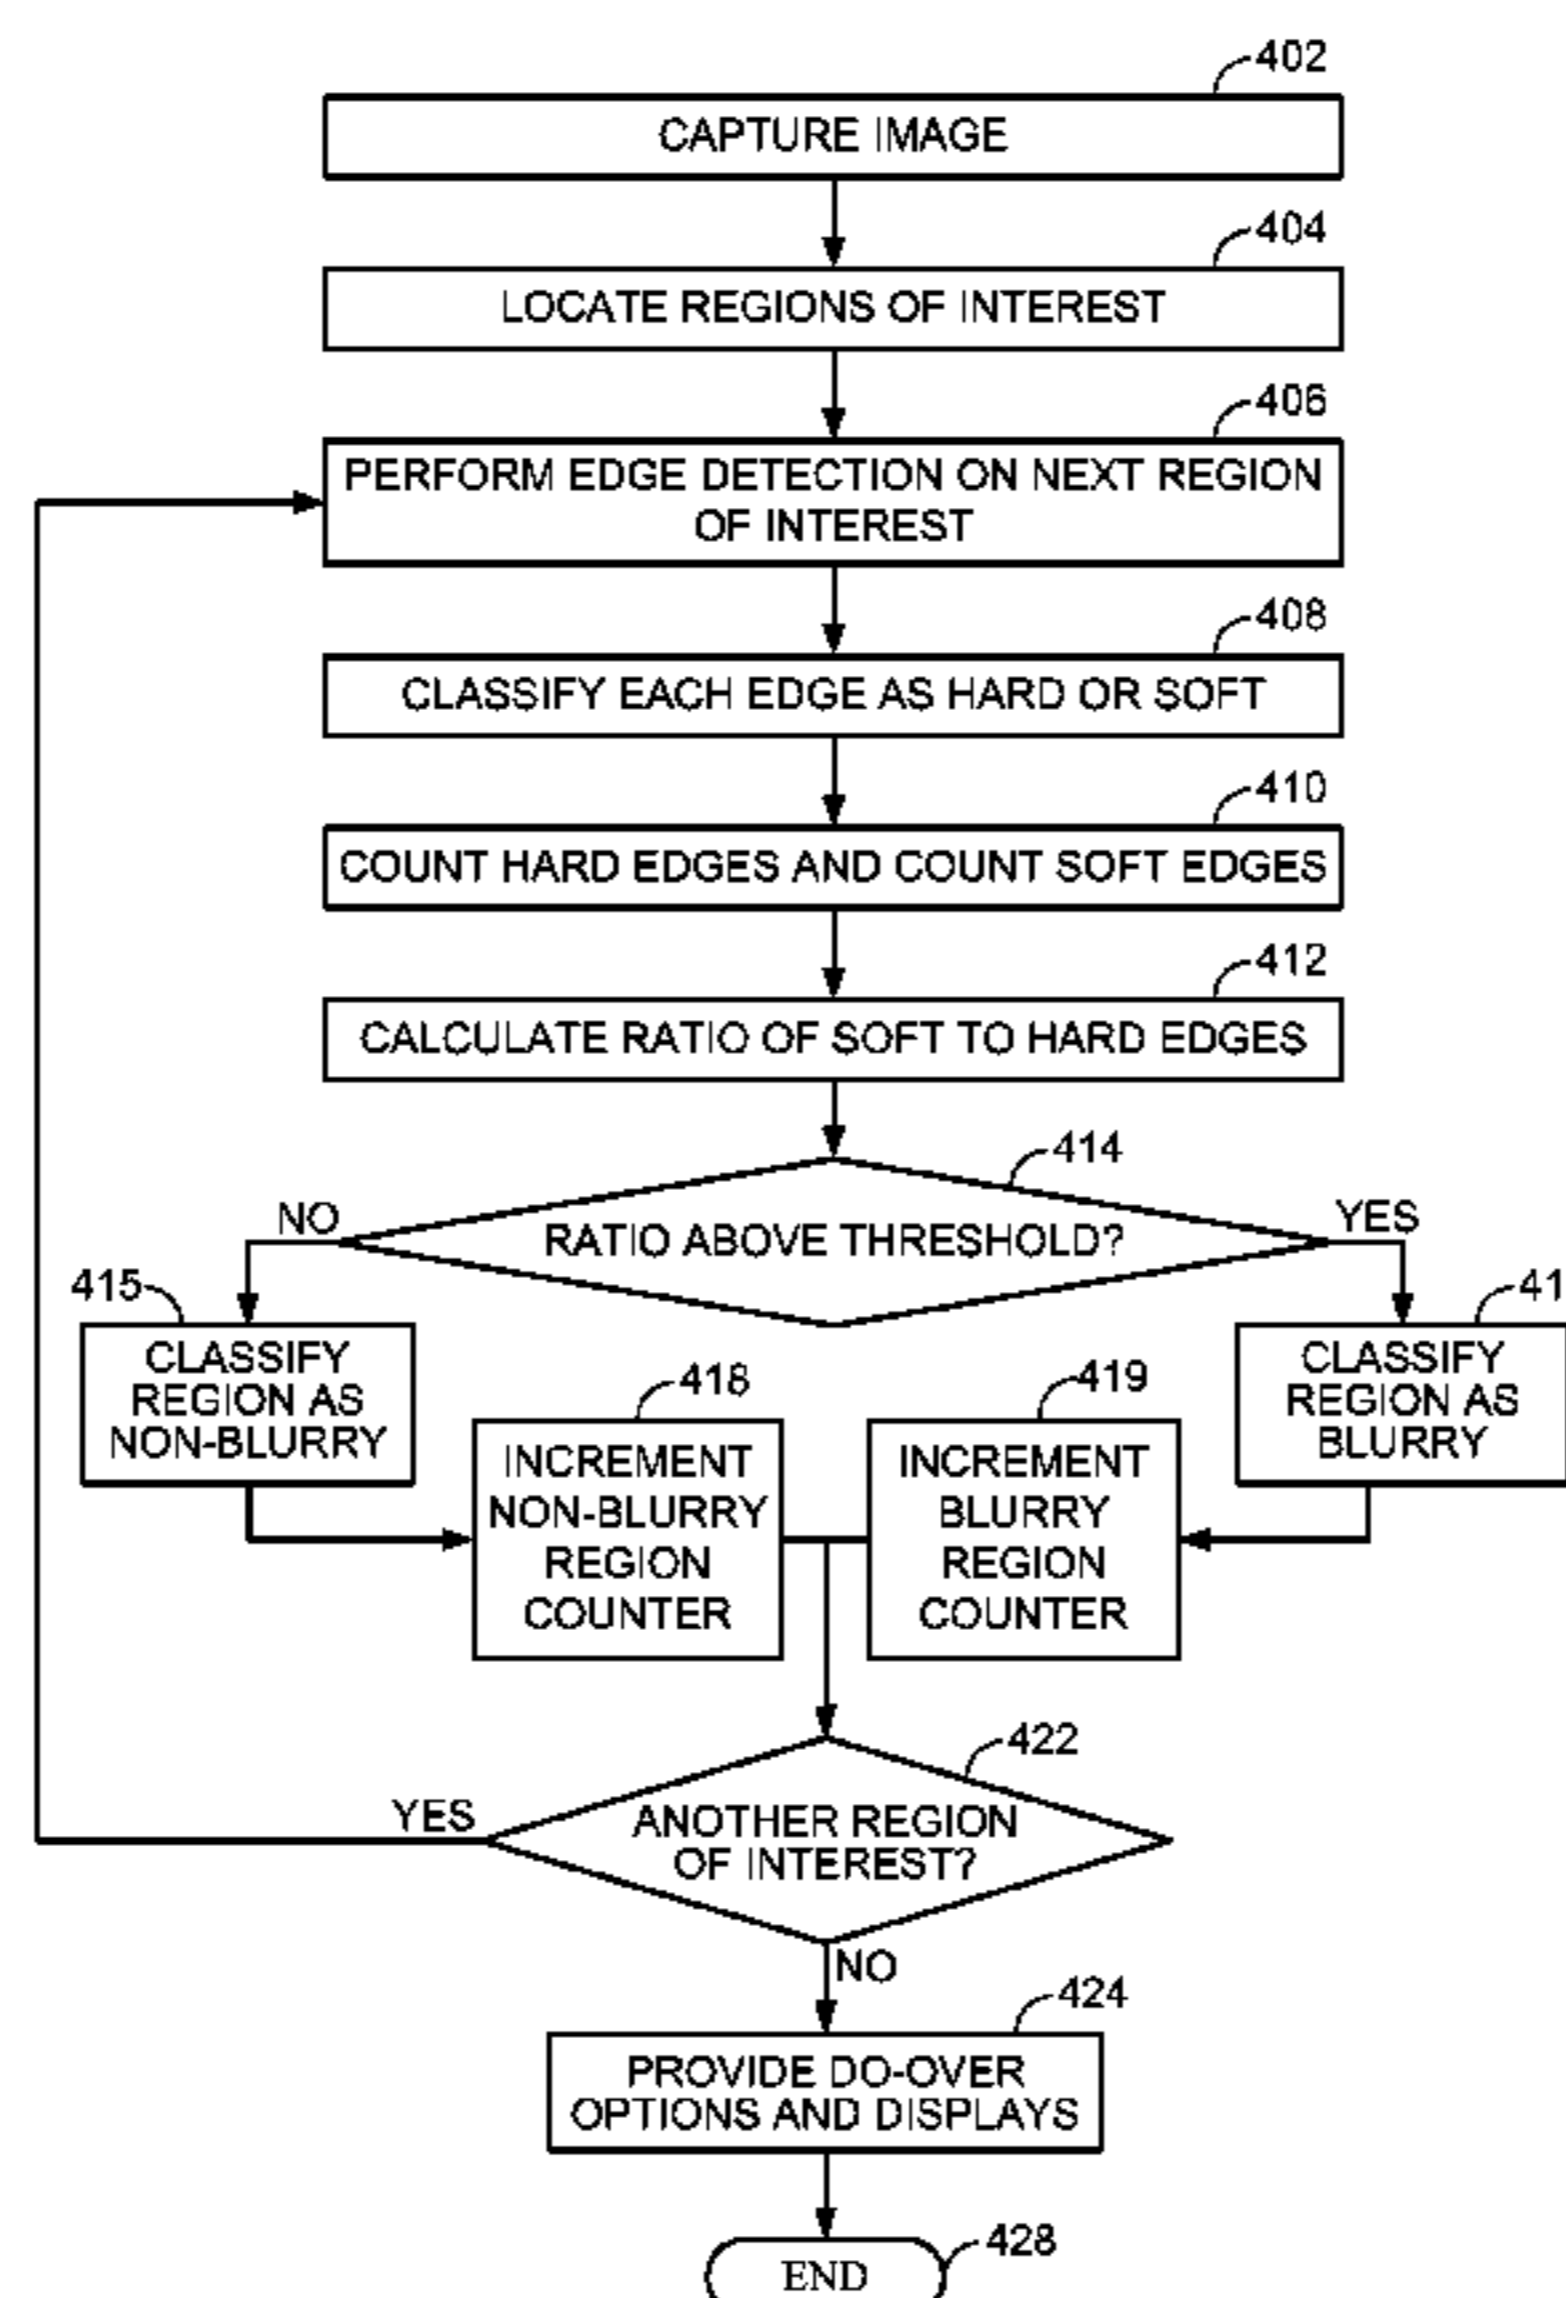 402
CAPTURE IMAGE
404
LOCATE REGIONS OF INTEREST
406
PERFORM EDGE DETECTION ON NEXT REGION
OF INTEREST
408
CLASSIFY EACH EDGE AS HARD OR SOFT
410
COUNT HARD EDGES AND COUNT SOFT EDGES
412
CALCULATE RATIO OF SOFT TO HARD EDGES
414
RATIO ABOVE THRESHOLD?
NO
YES
415
CLASSIFY
REGION AS
NON-BLURRY
41
CLASSIFY
REGION AS
BLURRY
418
INCREMENT
NON-BLURRY
REGION
COUNTER
419
INCREMENT
BLURRY
REGION
COUNTER
422
ANOTHER REGION
OF INTEREST?
YES
NO
424
PROVIDE DO-OVER
OPTIONS AND DISPLAYS
428
END